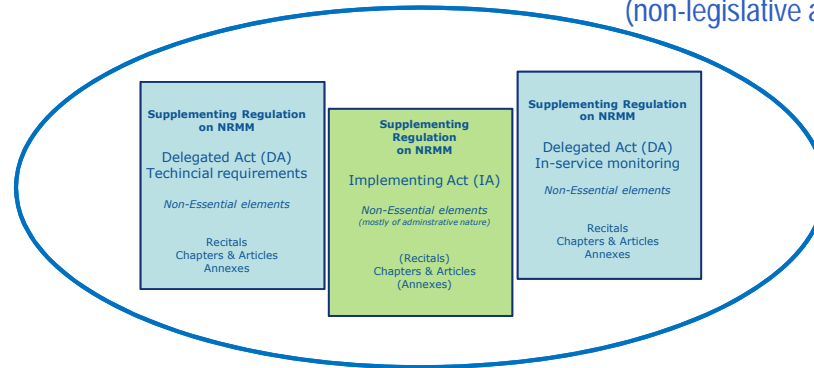 (non-legislative a
Supplementing Regulation
on NRMM
Delegated Act (DA)
Techincial requirements
Non-Essential elements
Recitals
Chapters & Articles
Annexes
Supplementing
Regulation
on NRMM
Implementing Act (IA)
Non-Essential elements
(mostly of adminstrative nature)
(Recitals)
Chapters & Articles
(Annexes)
Supplementing Regulation
on NRMM
Delegated Act (DA)
In-service monitoring
Non-Essential elements
Recitals
Chapters & Articles
Annexes